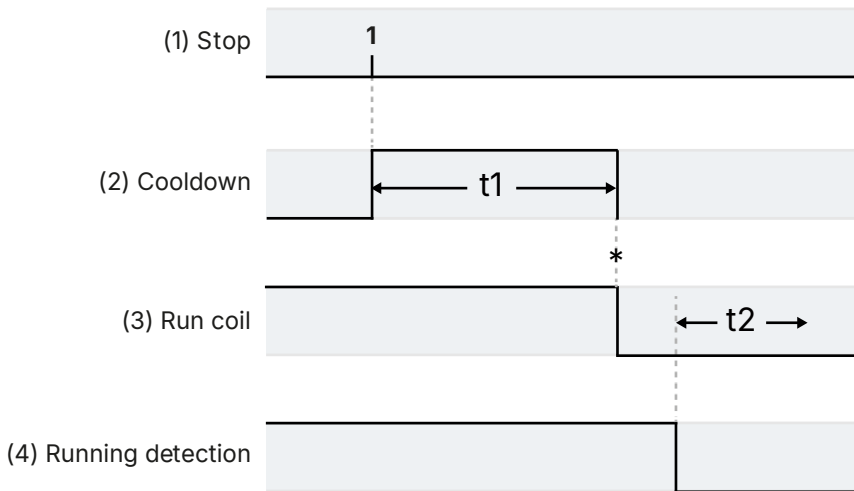 (1) Stop
1
(2) Cooldown
t1
*
(3) Run coil
t2
(4) Running detection